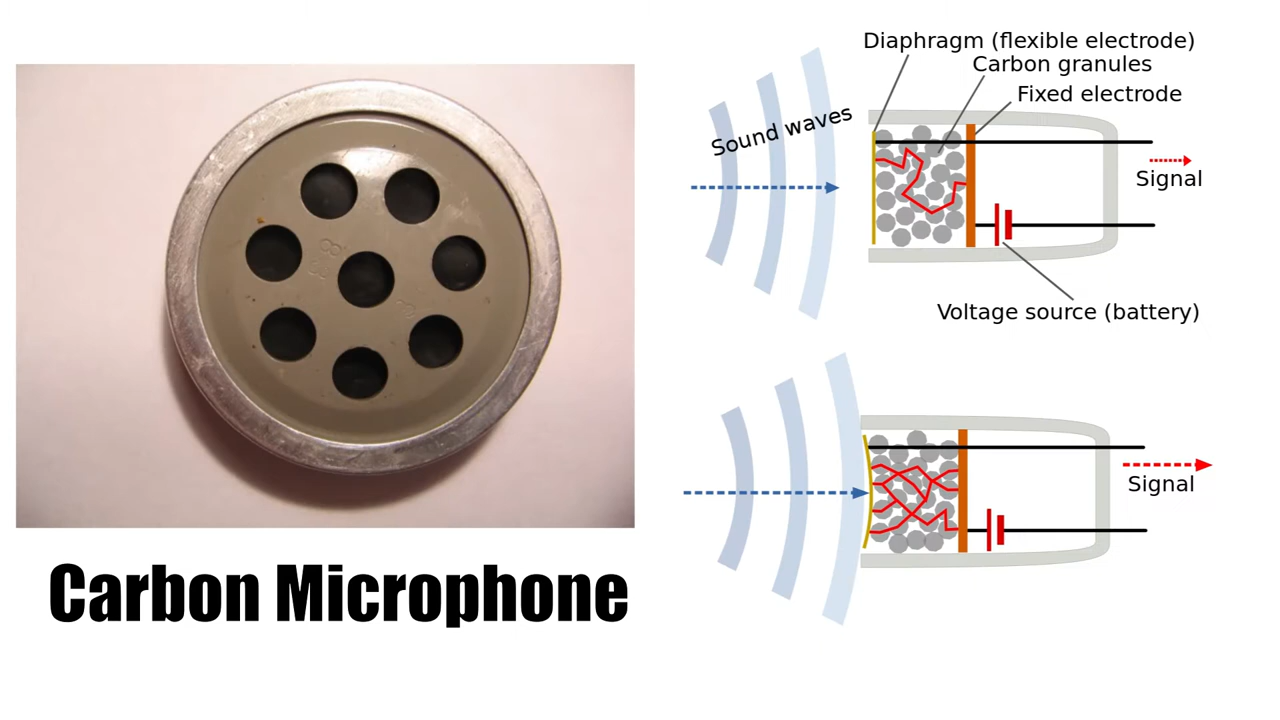 Carbon Microphone
Diaphragm (flexible electrode)
Carbon granules
Fixed electrode
Sound waves
Signal
Voltage source (battery)
Signal